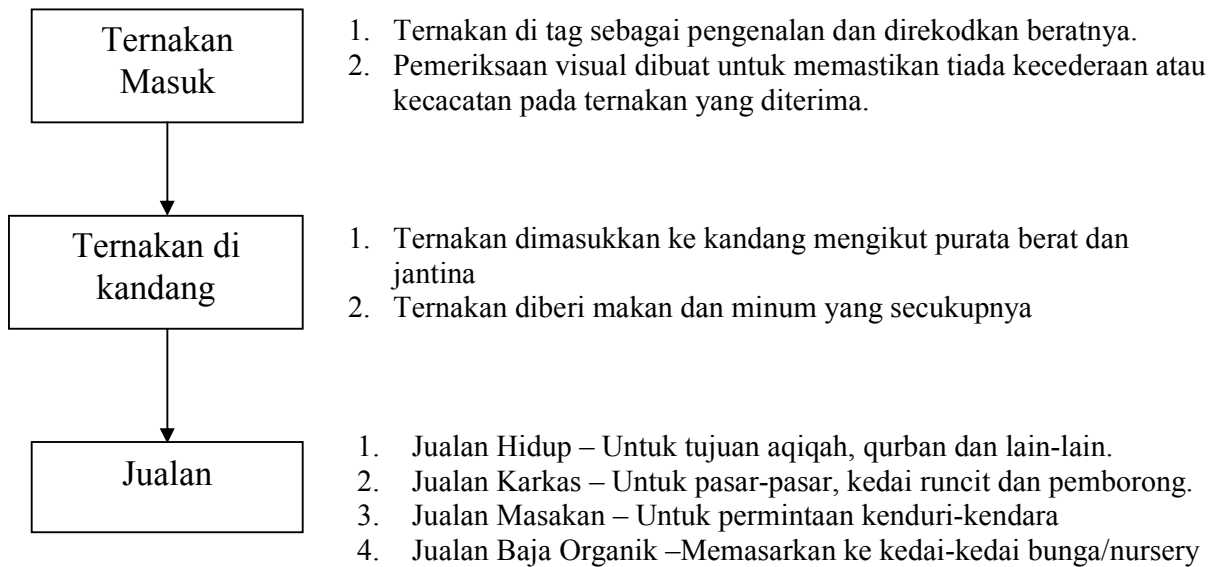 Ternakan
Masuk
1. Ternakan di tag sebagai pengenalan dan direkodkan beratnya.
2. Pemeriksaan visual dibuat untuk memastikan tiada kecederaan atau
kecacatan pada ternakan yang diterima.
Ternakan di
kandang
1. Ternakan dimasukkan ke kandang mengikut purata berat dan
jantina
2. Ternakan diberi makan dan minum yang secukupnya
Jualan
1. Jualan Hidup – Untuk tujuan aqiqah, qurban dan lain-lain.
2. Jualan Karkas – Untuk pasar-pasar, kedai runcit dan pemborong.
3. Jualan Masakan – Untuk permintaan kenduri-kendara
4. Jualan Baja Organik –Memasarkan ke kedai-kedai bunga/nursery